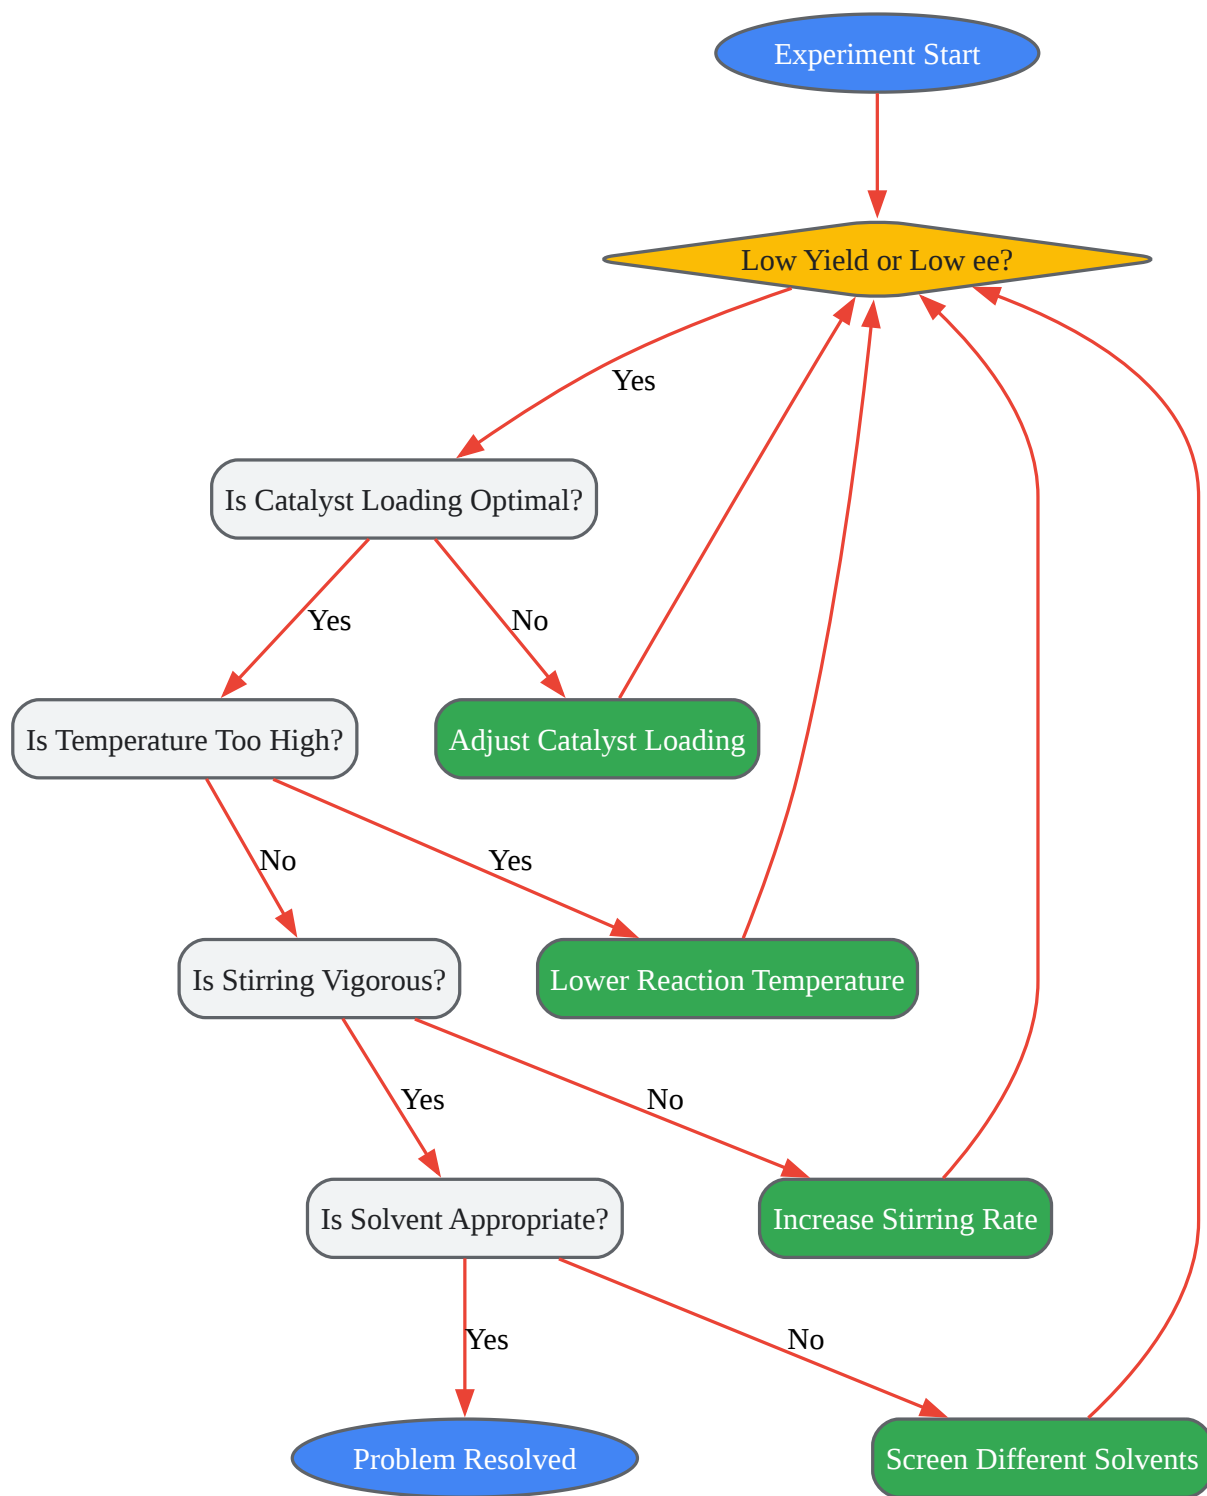 Experiment Start
Low Yield or Low ee?
Yes
Is Catalyst Loading Optimal?
Yes
No
Is Temperature Too High?
Adjust Catalyst Loading
No
Yes
Is Stirring Vigorous?
Lower Reaction Temperature
Yes
No
Is Solvent Appropriate?
Increase Stirring Rate
Yes
No
Problem Resolved
Screen Different Solvents